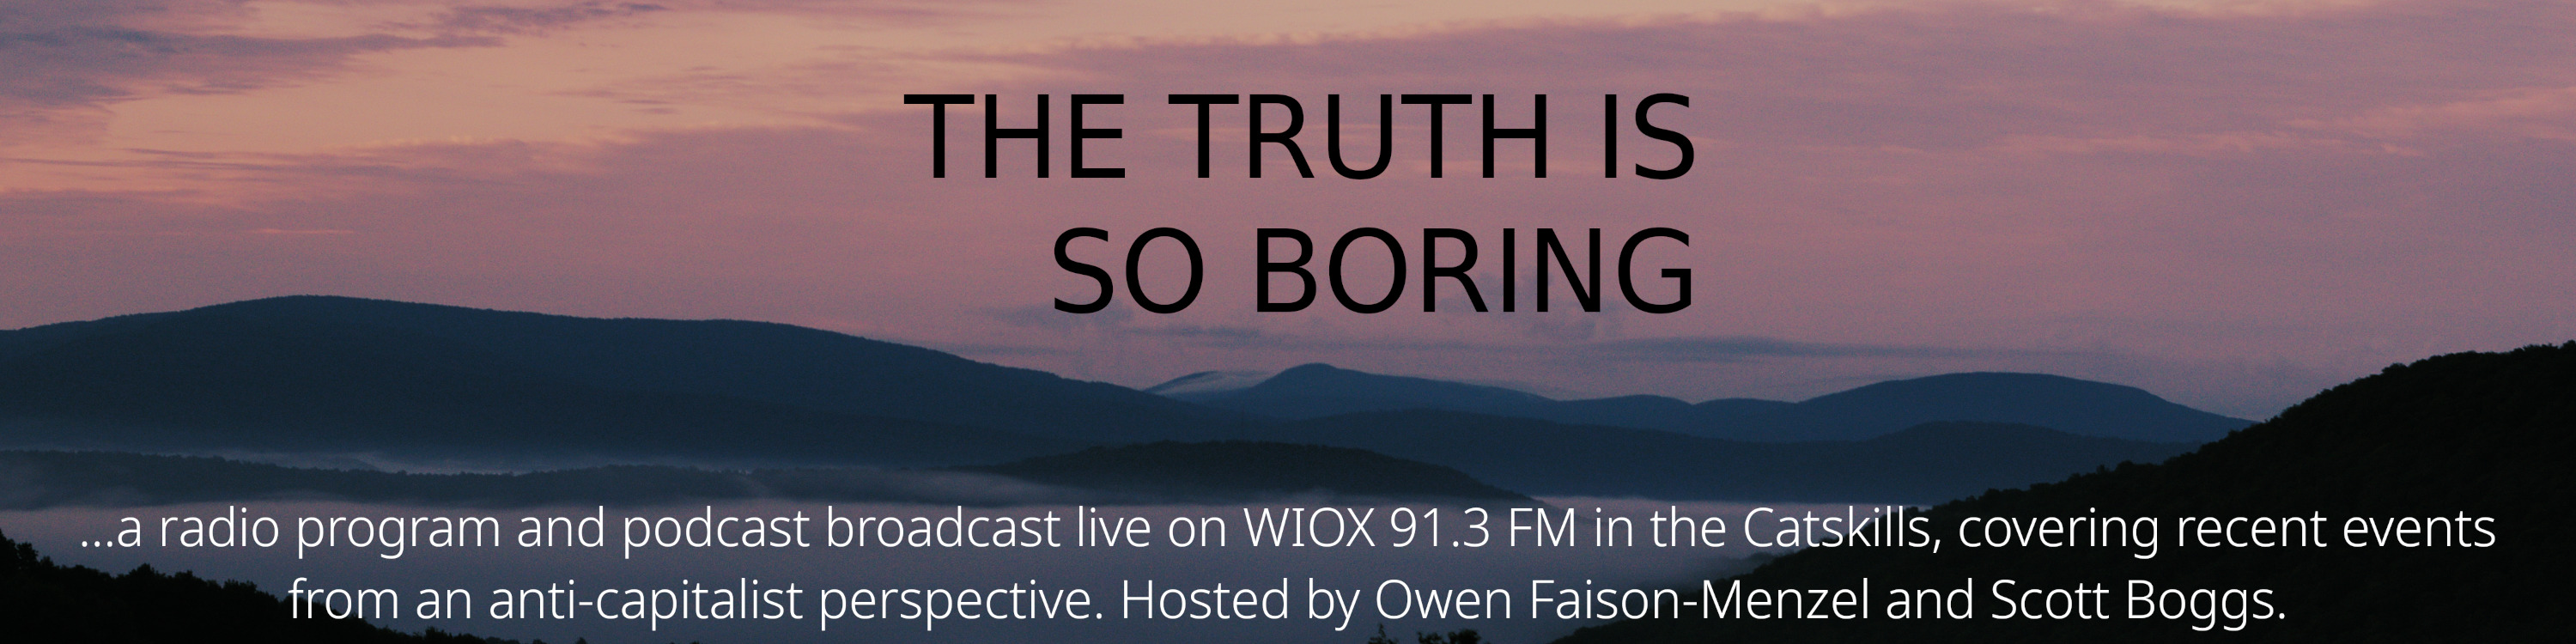 THE TRUTH IS
SO BORING
...a radio program and podcast broadcast live on WIOX 91.3 FM in the Catskills, covering recent events
from an anti-capitalist perspective. Hosted by Owen Faison-Menzel and Scott Boggs.